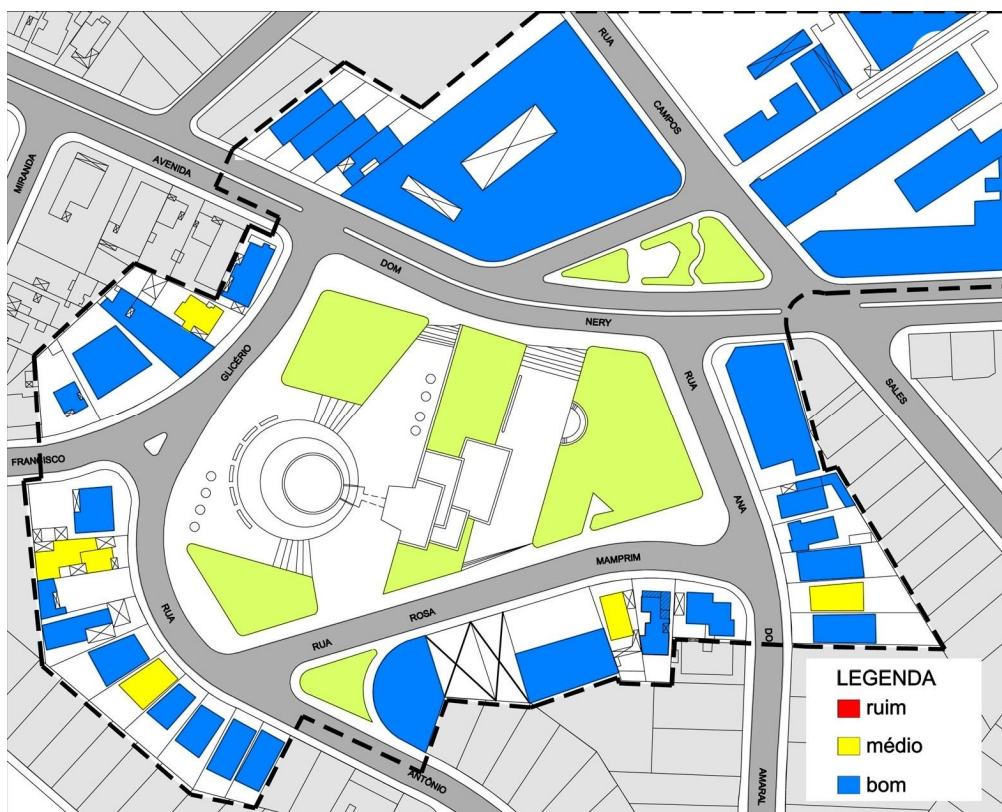 RUA
CAMPOS
SALES
MIRANDA
AVENIDA
DOM
NERY
GLICÉRIO
FRANCISCO
RUA
ANA
DO
AMARAL
MAMPRIM
ROSA
RUA
RUA
ANTÔNIO
LEGENDA
ruim
médio
bom